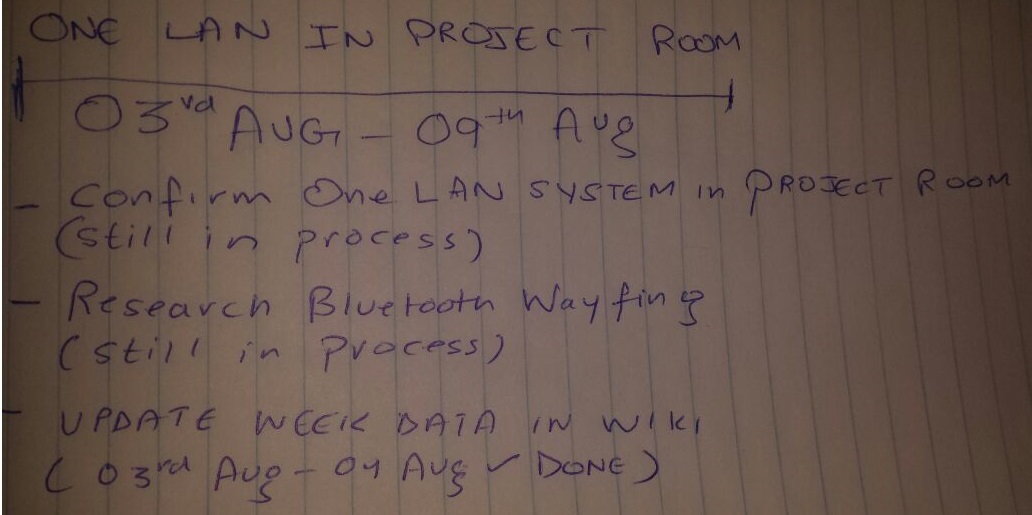 ONE LAN IN PROJECT ROOM
03rd AUG - 09th Aug
- Confirm One LAN SYSTEM in PROJECT ROOM
(still in process)
- Research Bluetooth Wayfing
(still in process)
- UPDATE WEEK DATA IN WIKI
(03rd Aug - 09 Aug ✓ DONE)